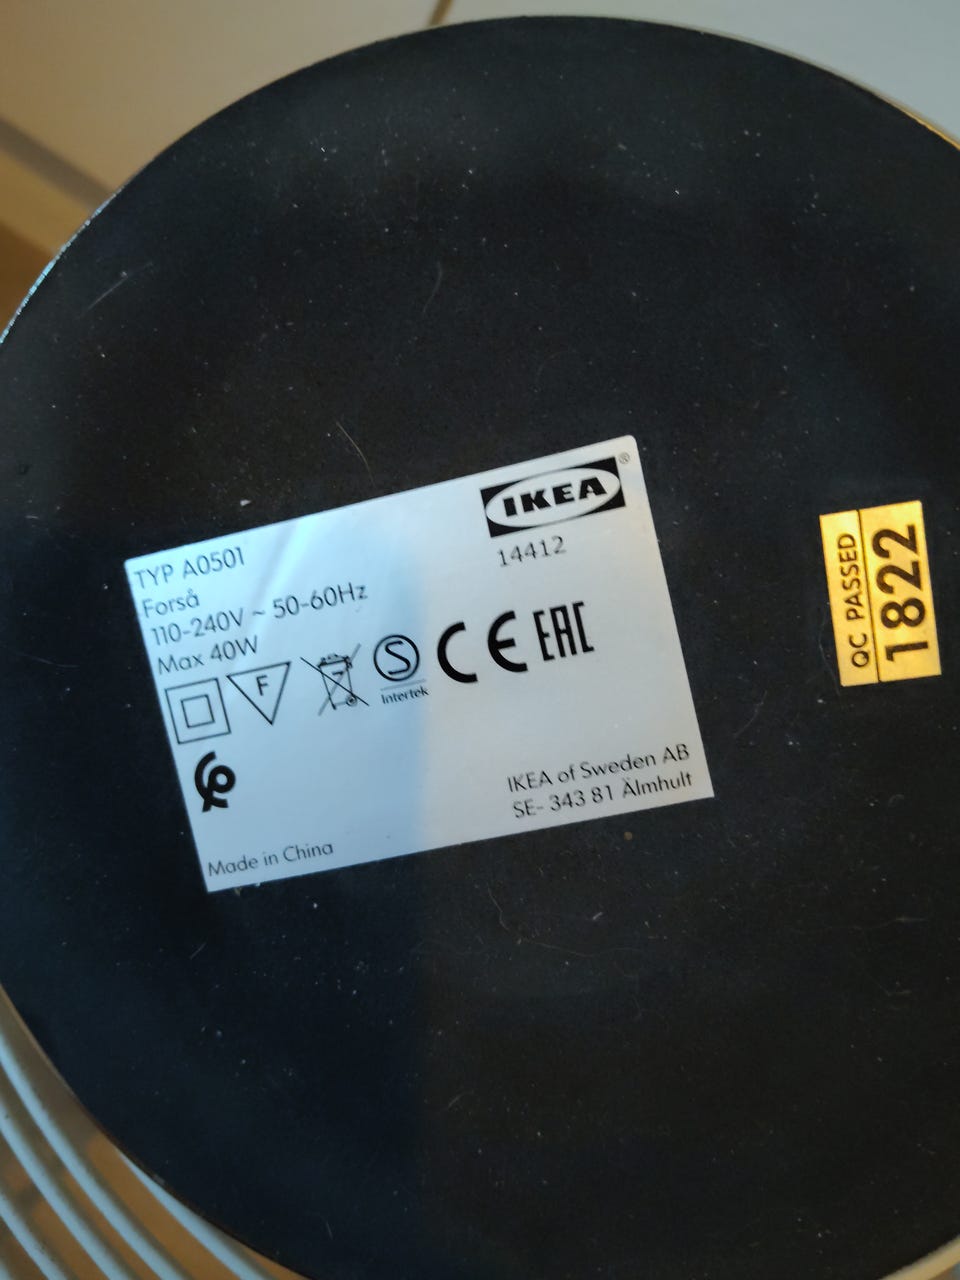 IKEA®
14412
TYP A0501
Forså
110-240V ~ 50-60Hz
Max 40W
F
S
Intertek
CE
EAC
IKEA of Sweden AB
SE- 343 81 Älmhult
Made in China
QC PASSED
1822